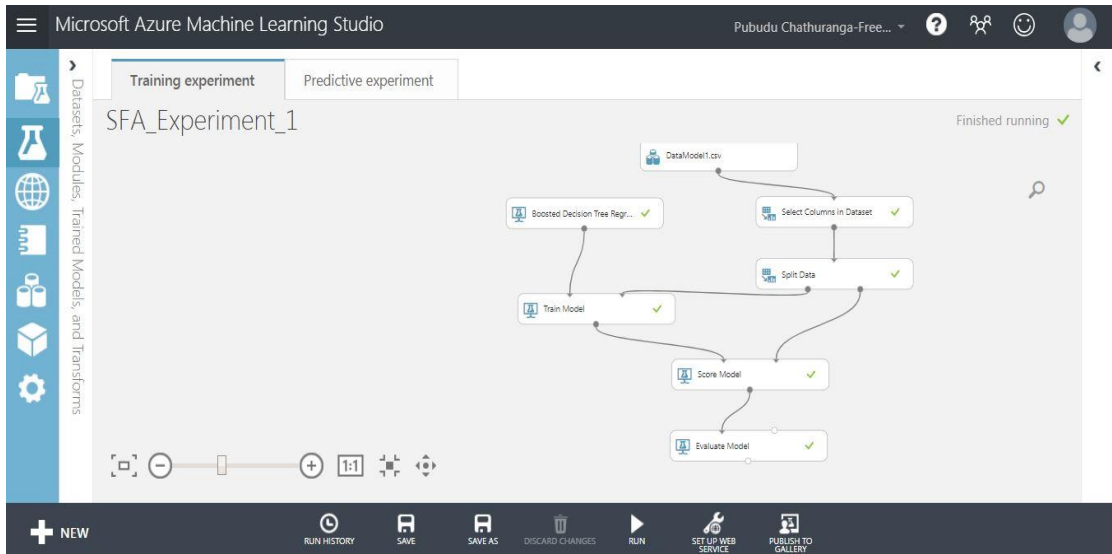 Microsoft Azure Machine Learning Studio
Pubudu Chathuranga-Free...
?
Training experiment
Predictive experiment
Datasets, Modules, Trained Models, and Transforms
SFA_Experiment_1
Finished running
DataModel1.csv
Boosted Decision Tree Regr...
Select Columns in Dataset
Split Data
Train Model
Score Model
Evaluate Model
1:1
NEW
RUN HISTORY
SAVE
SAVE AS
DISCARD CHANGES
RUN
SET UP WEB
SERVICE
PUBLISH TO
GALLERY